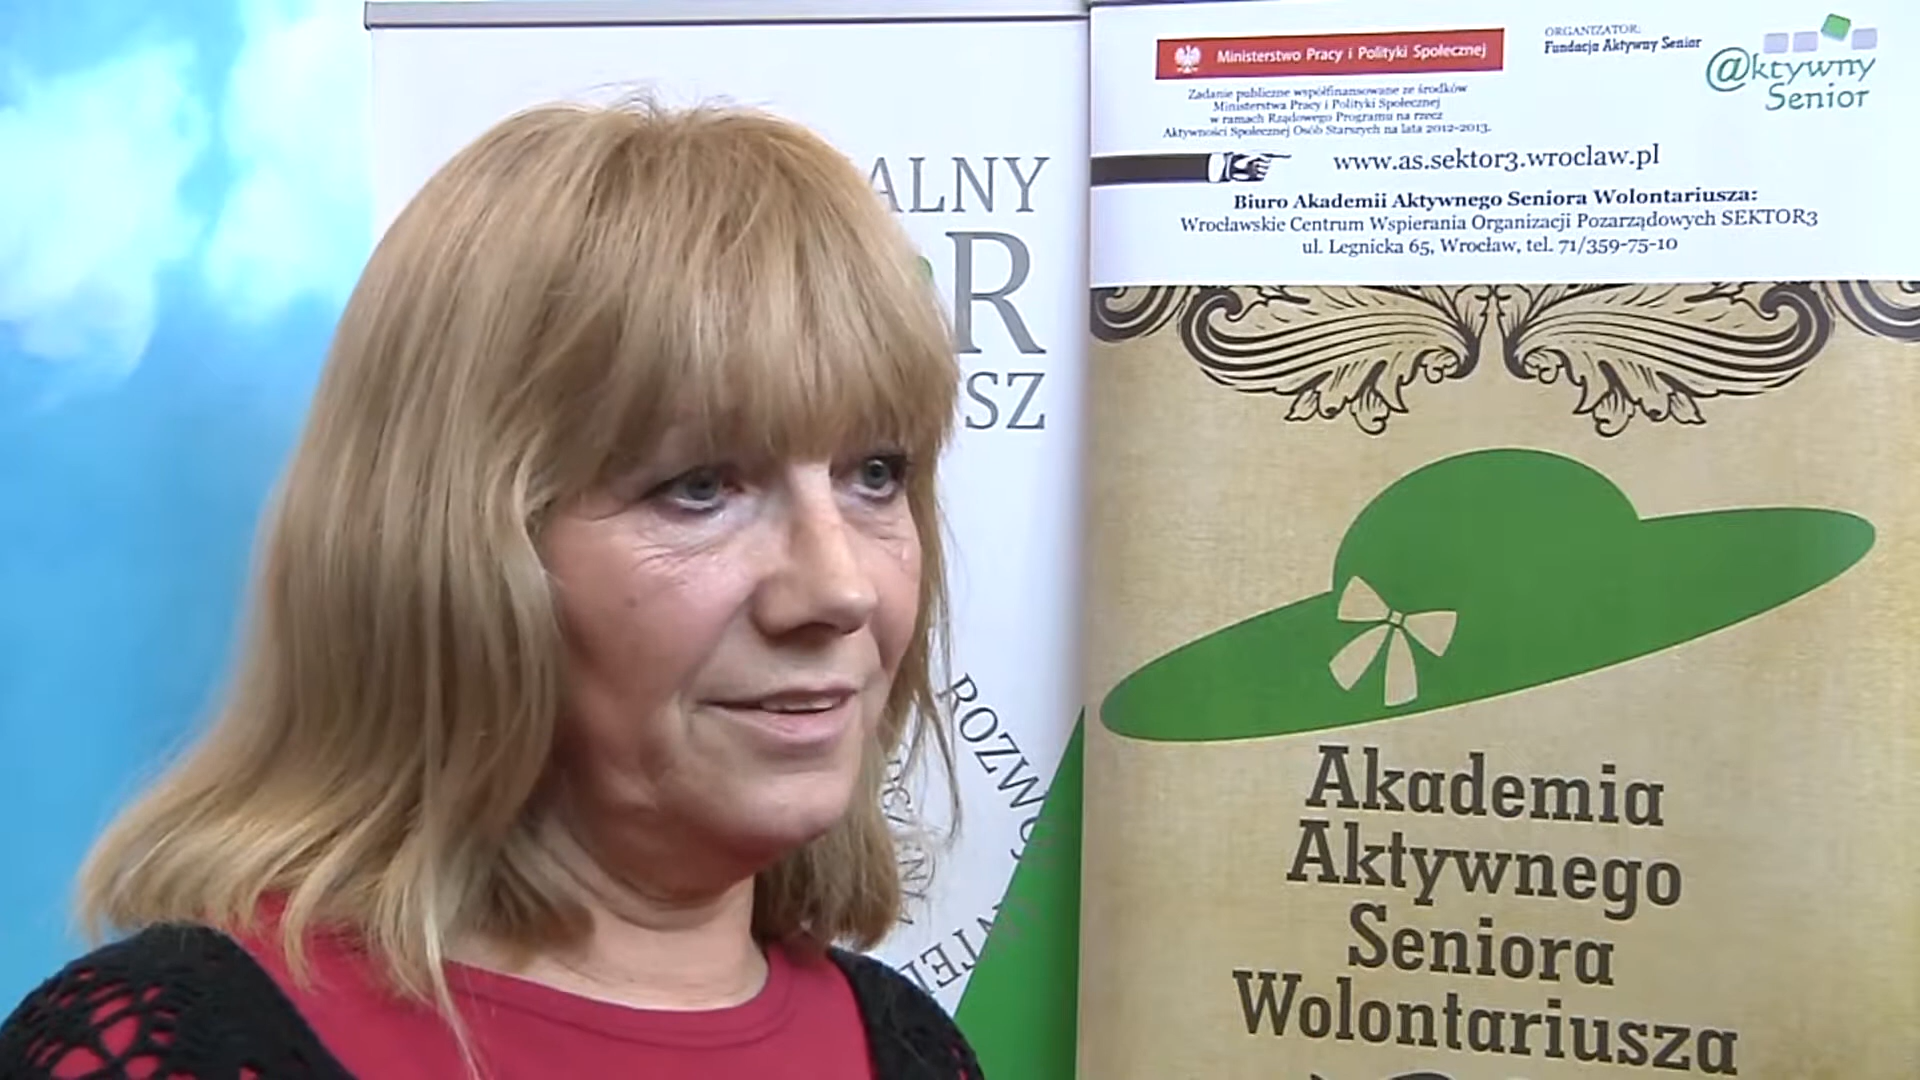 ALNY
R
SZ
ROZWO
Ministerstwo Pracy i Polityki Społecznej
Zadanie publiczne współfinansowane ze środków
Ministerstwa Pracy i Polityki Społecznej
w ramach Rządowego Programu na rzecz
Aktywności Społecznej Osób Starszych na lata 2012-2013.
ORGANIZATOR:
Fundacja Aktywny Senior
@ktywny
Senior
www.as.sektor3.wroclaw.pl
Biuro Akademii Aktywnego Seniora Wolontariusza:
Wrocławskie Centrum Wspierania Organizacji Pozarządowych SEKTOR3
ul. Legnicka 65, Wrocław, tel. 71/359-75-10
Akademia
Aktywnego
Seniora
Wolontariusza